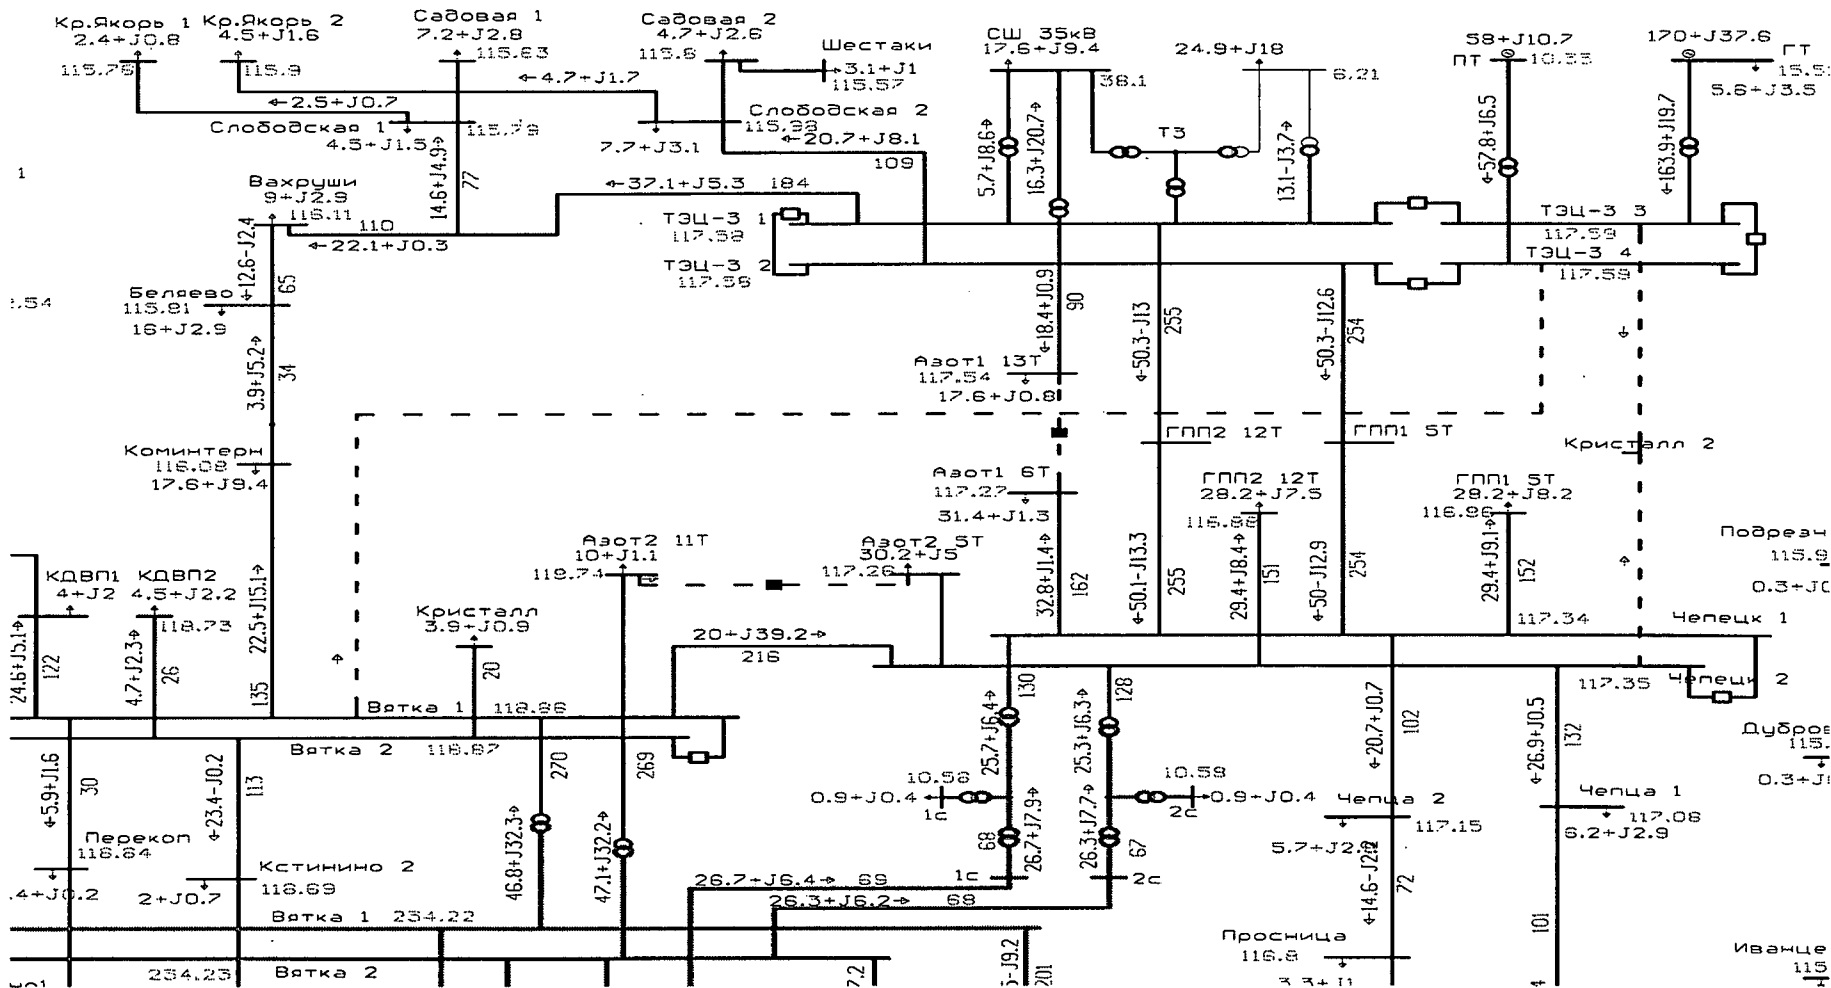 Кр.Якорь 1
2.4+J0.8
115.76
Кр.Якорь 2
4.5+J1.6
115.9
Садовая 1
7.2+J2.8
115.63
Садовая 2
4.7+J2.6
115.6
Шестаки
3.1+J1
115.57
4.7+J1.7
2.5+J0.7
Слободская 1
4.5+J1.5
115.79
Слободская 2
115.98
7.7+J3.1
20.7+J8.1
109
СШ 35кВ
17.6+J9.4
38.1
24.9+J18
6.21
58+J10.7
ПТ
10.33
170+J37.6
ГТ
5.6+J3.5
Т3
5.7+J8.6
16.3+J20.7
13.1-J3.7
57.8+J6.5
163.9+J19.7
1
Вахруши
9+J2.9
116.11
14.6+J4.9
77
37.1+J5.3
184
110
22.1+J0.3
ТЭЦ-3 1
117.58
ТЭЦ-3 2
117.58
ТЭЦ-3 3
117.59
ТЭЦ-3 4
117.59
12.6-J2.4
65
Беляево
115.81
16+J2.9
3.9+J5.2
34
18.4+J0.9
90
50.3-J13
255
50.3-J12.6
254
Азот1 13Т
117.54
17.6+J0.8
Коминтерн
116.08
17.6+J9.4
ГПП2 12Т
ГПП1 5Т
Кристалл 2
Азот1 6Т
117.27
31.4+J1.3
ГПП2 12Т
28.2+J7.5
116.88
ГПП1 5Т
28.2+J8.2
116.96
Азот2 11Т
10+J1.1
118.74
Азот2 5Т
30.2+J5
117.26
КДВП1
4+J2
КДВП2
4.5+J2.2
118.73
22.5+J15.1
135
Кристалл
3.9+J0.9
20
20+J39.2
216
24.6+J5.1
122
4.7+J2.3
26
32.8+J1.4
162
50.1-J13.3
255
29.4+J8.4
151
50-J12.9
254
29.4+J9.1
152
117.34
Чепецк 1
117.35
Чепецк 2
Вятка 1
118.86
Вятка 2
118.87
130
128
25.7+J6.4
25.3+J6.3
20.7+J0.7
102
26.9+J0.5
132
5.9+J1.6
30
23.4-J0.2
113
270
269
46.8+J32.3
47.1+J32.2
10.58
0.9+J0.4
1с
10.59
0.9+J0.4
2с
68
26.7+J7.9
26.3+J7.7
67
Перекоп
118.84
Кстинино 2
118.69
2+J0.7
Чепца 2
117.15
Чепца 1
117.08
6.2+J2.9
14.6-J2.2
72
101
1с
2с
26.7+J6.4
69
26.3+J6.2
68
Вятка 1
234.22
Вятка 2
234.23
201
Просница
116.8